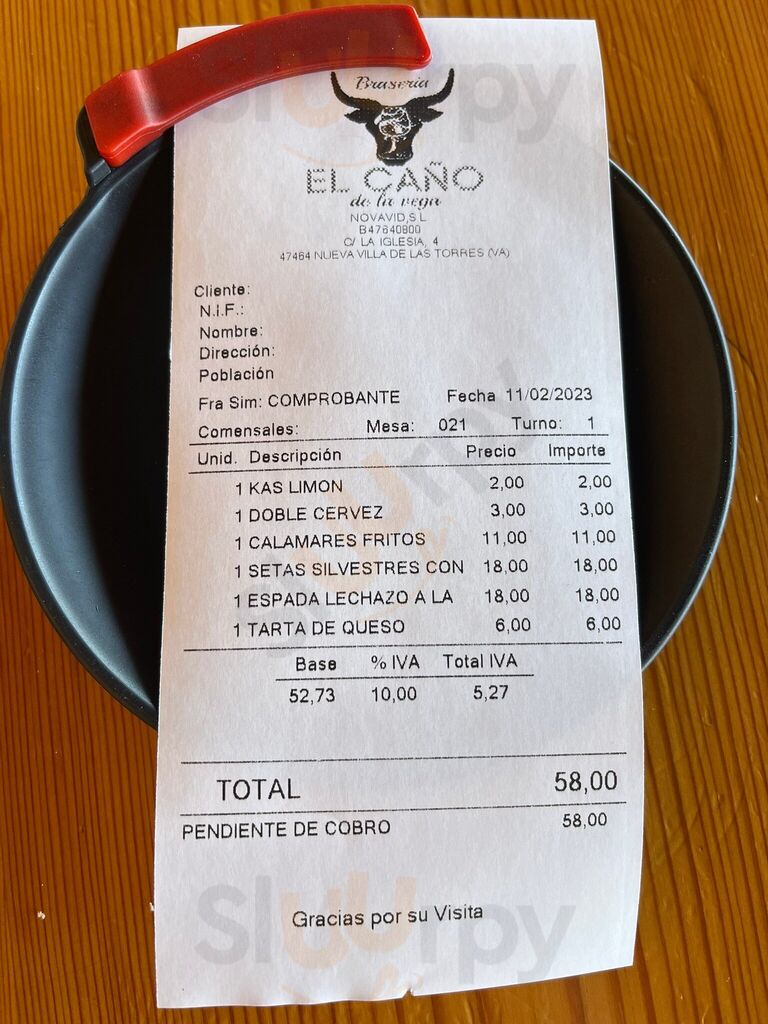 Sluurpy
Braseria
EL CAÑO
de la vega
NOVAVID,S.L
B47640800
C/ LA IGLESIA, 4
47464 NUEVA VILLA DE LAS TORRES (VA)
Cliente:
N.I.F.:
Nombre:
Dirección:
Población
Fra Sim: COMPROBANTE Fecha 11/02/2023
Comensales: Mesa: 021 Turno: 1
Unid. Descripción Precio Importe
1 KAS LIMON 2,00 2,00
1 DOBLE CERVEZ 3,00 3,00
1 CALAMARES FRITOS 11,00 11,00
1 SETAS SILVESTRES CON 18,00 18,00
1 ESPADA LECHAZO A LA 18,00 18,00
1 TARTA DE QUESO 6,00 6,00
Base % IVA Total IVA
52,73 10,00 5,27
TOTAL 58,00
PENDIENTE DE COBRO 58,00
Gracias por su Visita
Sluurpy